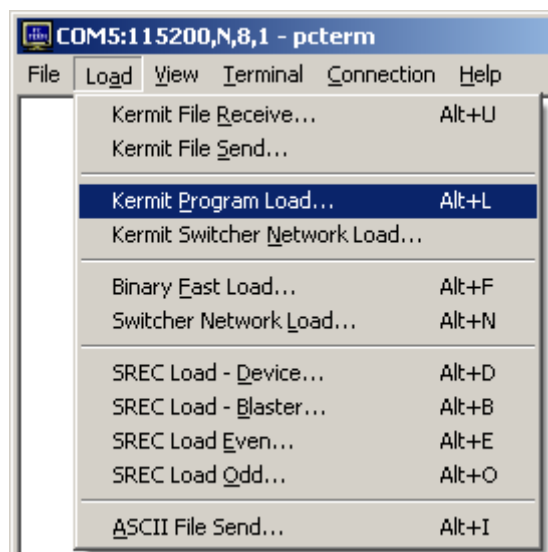 COM5:115200,N,8,1 - pcterm
File Load View Terminal Connection Help
Kermit File Receive... Alt+U
Kermit File Send...
Kermit Program Load... Alt+L
Kermit Switcher Network Load...
Binary Fast Load... Alt+F
Switcher Network Load... Alt+N
SREC Load - Device... Alt+D
SREC Load - Blaster... Alt+B
SREC Load Even... Alt+E
SREC Load Odd... Alt+O
ASCII File Send... Alt+I